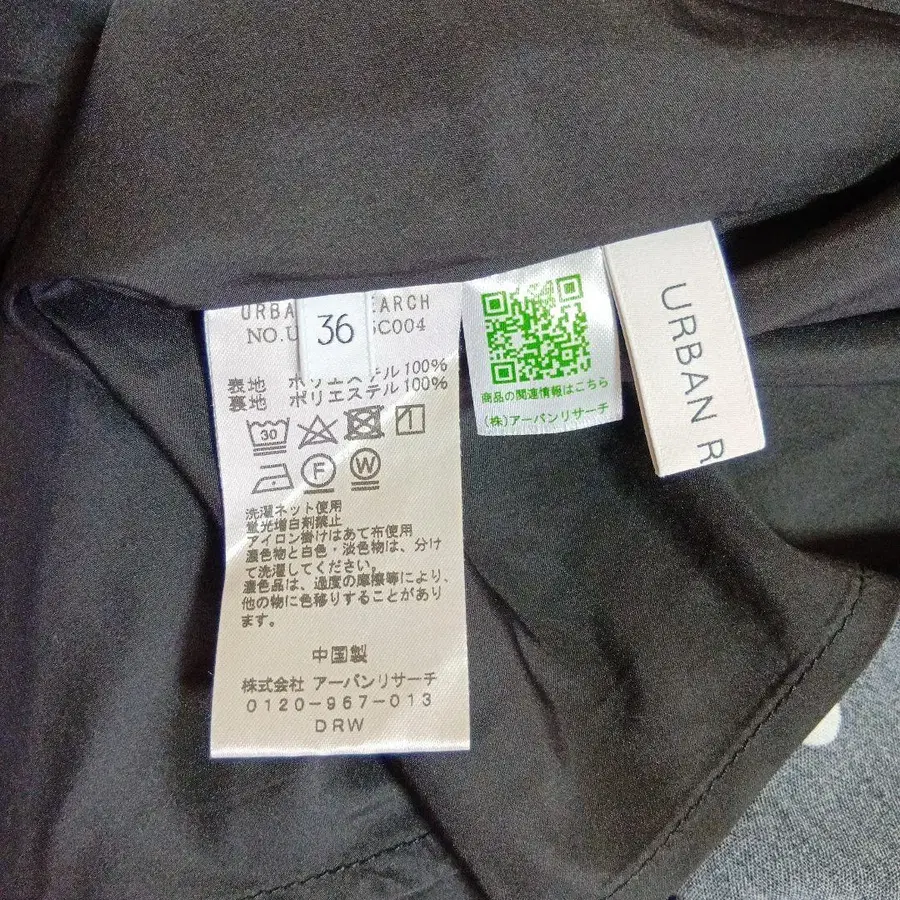 36
NO.U C004
表地 ポリエステル100%
裏地 ポリエステル100%
30
F
W
洗濯ネット使用
蛍光増白剤禁止
アイロン掛けはあて布使用
濃色物と白色・淡色物は、分け
て洗濯してください。
濃色品は、過度の摩擦等により、
他の物に色移りすることがあり
ます。
中国製
株式会社 アーバンリサーチ
0120-967-013
DRW
商品の関連情報はこちら
(株)アーバンリサーチ
URBAN R